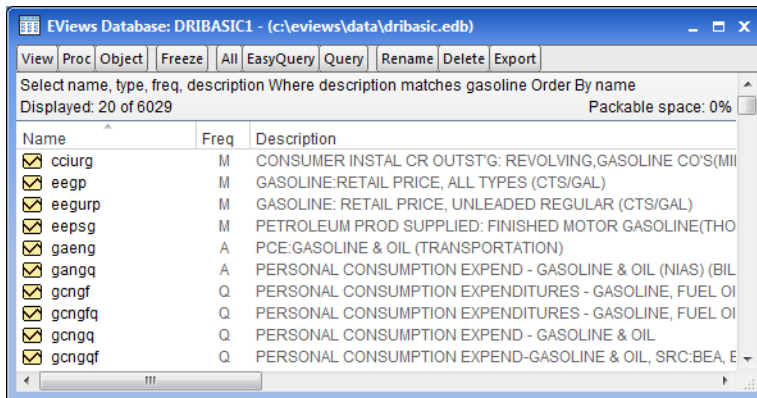 EViews Database: DRIBASIC1 - (c:\eviews\data\dribasic.edb)
View Proc Object Freeze All EasyQuery Query Rename Delete Export
Select name, type, freq, description Where description matches gasoline Order By name
Displayed: 20 of 6029 Packable space: 0%
Name Freq Description
cciurg M CONSUMER INSTAL CR OUTST'G: REVOLVING,GASOLINE CO'S(MI
eegp M GASOLINE:RETAIL PRICE, ALL TYPES (CTS/GAL)
eegurp M GASOLINE: RETAIL PRICE, UNLEADED REGULAR (CTS/GAL)
eepsg M PETROLEUM PROD SUPPLIED: FINISHED MOTOR GASOLINE(THO
gaeng A PCE:GASOLINE & OIL (TRANSPORTATION)
gangq A PERSONAL CONSUMPTION EXPEND - GASOLINE & OIL (NIAS) (BIL
gcngf Q PERSONAL CONSUMPTION EXPENDITURES - GASOLINE, FUEL OI
gcngfq Q PERSONAL CONSUMPTION EXPENDITURES - GASOLINE, FUEL OI
gcngq Q PERSONAL CONSUMPTION EXPEND - GASOLINE & OIL
gcngqf Q PERSONAL CONSUMPTION EXPEND-GASOLINE & OIL, SRC:BEA, E